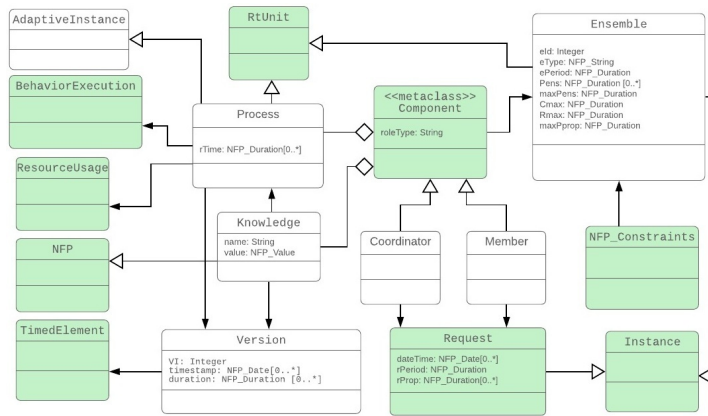 AdaptiveInstance
RtUnit
Ensemble
eId: Integer
eType: NFP_String
ePeriod: NFP_Duration
Pens: NFP_Duration [0..*]
maxPens: NFP_Duration
Cmax: NFP_Duration
Rmax: NFP_Duration
maxPprop: NFP_Duration
BehaviorExecution
Process
rTime: NFP_Duration[0..*]
<<metaclass>>
Component
roleType: String
ResourceUsage
Knowledge
name: String
value: NFP_Value
NFP
Coordinator
Member
NFP_Constraints
TimedElement
Version
VI: Integer
timestamp: NFP_Date[0..*]
duration: NFP_Duration [0..*]
Request
dateTime: NFP_Date[0..*]
rPeriod: NFP_Duration
rProp: NFP_Duration[0..*]
Instance